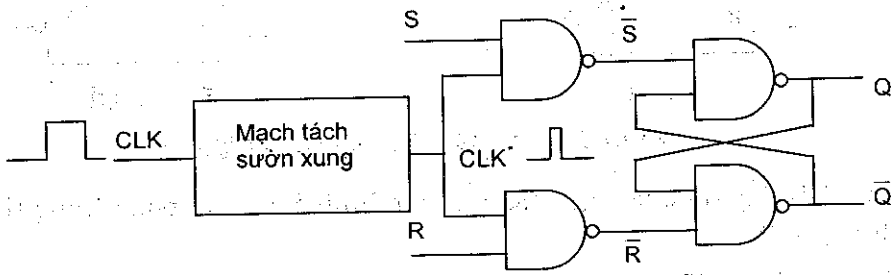 S
S̅
Q
CLK
Mạch tách
sườn xung
CLK*
R
R̅
Q̅